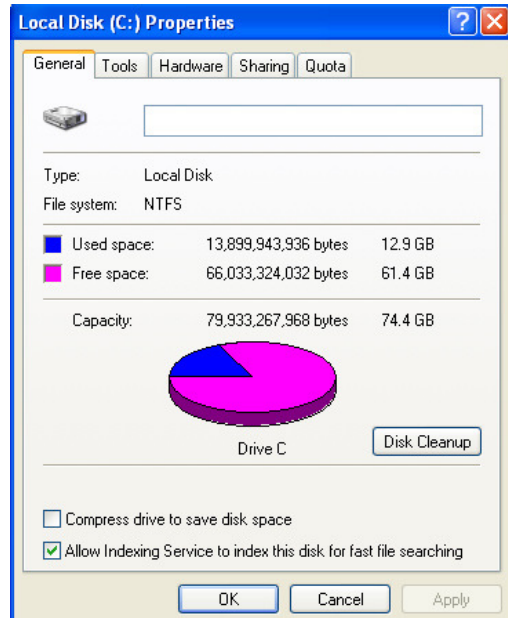 Local Disk (C:) Properties
General Tools Hardware Sharing Quota
Type: Local Disk
File system: NTFS
Used space: 13,899,943,936 bytes 12.9 GB
Free space: 66,033,324,032 bytes 61.4 GB
Capacity: 79,933,267,968 bytes 74.4 GB
Drive C
Disk Cleanup
Compress drive to save disk space
Allow Indexing Service to index this disk for fast file searching
OK Cancel Apply